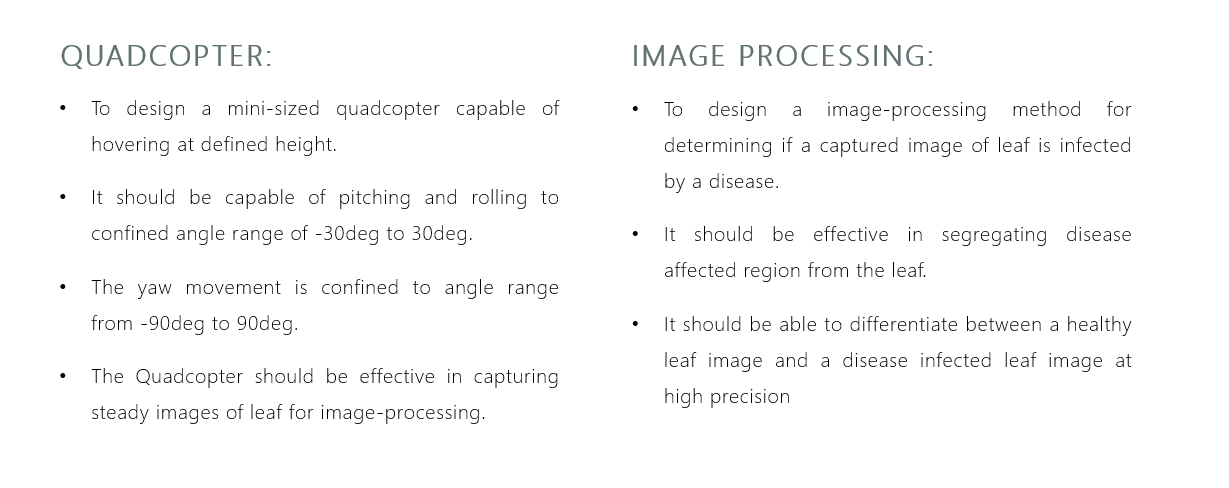 QUADCOPTER:
• To design a mini-sized quadcopter capable of
hovering at defined height.
• It should be capable of pitching and rolling to
confined angle range of -30deg to 30deg.
• The yaw movement is confined to angle range
from -90deg to 90deg.
• The Quadcopter should be effective in capturing
steady images of leaf for image-processing.
IMAGE PROCESSING:
• To design a image-processing method for
determining if a captured image of leaf is infected
by a disease.
• It should be effective in segregating disease
affected region from the leaf.
• It should be able to differentiate between a healthy
leaf image and a disease infected leaf image at
high precision